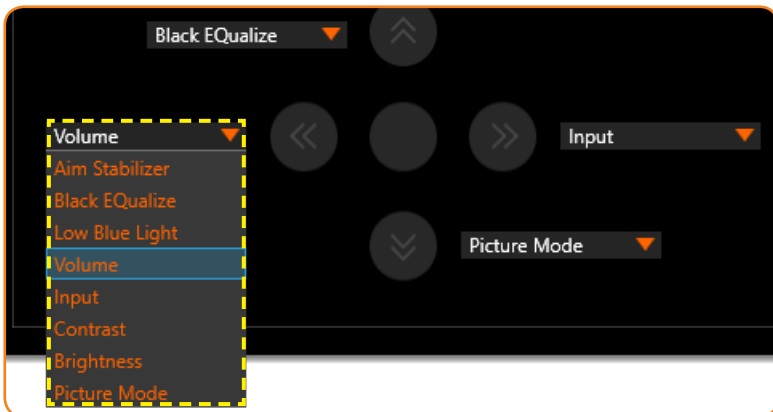 Black EQualize
Volume
Input
Aim Stabilizer
Black EQualize
Low Blue Light
Volume
Picture Mode
Input
Contrast
Brightness
Picture Mode